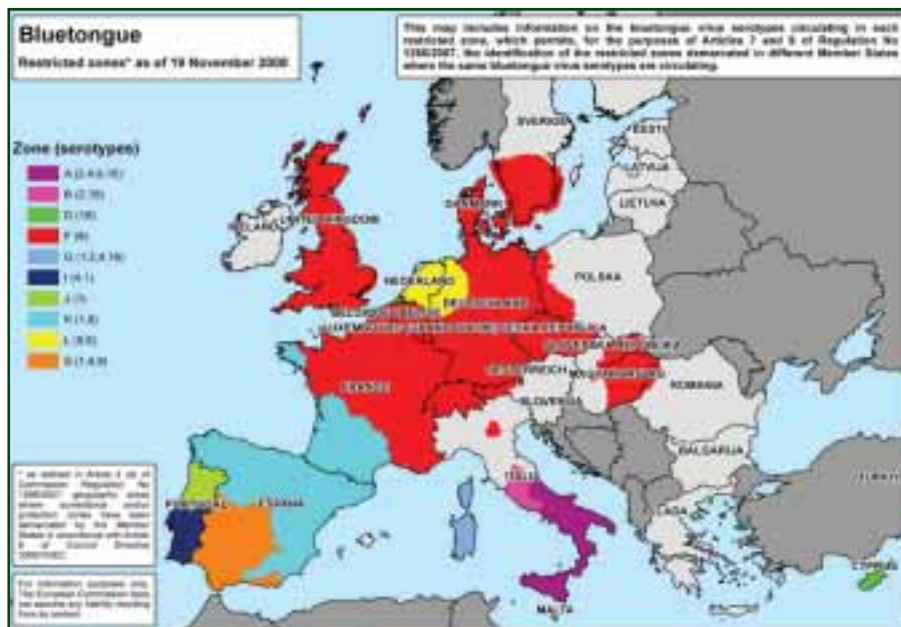 Bluetongue
Restricted zones* as of 19 November 2008
This map includes information on the bluetongue virus serotypes circulating in each
restricted zone, which permits, for the purposes of Articles 7 and 8 of Regulation No
1266/2007, the identification of the restricted zones demarcated in different Member States
where the same bluetongue virus serotypes are circulating.
Zone (serotypes)
A (2,4,9,16)
B (2,16)
D (16)
F (8)
G (1,2,4,16)
I (4,1)
J (1)
K (1,8)
L (8,6)
S (1,4,8)
SVERIGE
EESTI
LATVIJA
LIETUVA
DANMARK
IRELAND
UNITED KINGDOM
NEDERLAND
POLSKA
DEUTSCHLAND
FRANCE
SLOVENIJA
ROMANIA
BALGARIJA
ITALIA
PORTUGAL
ESPAÑA
CYPRUS
MALTA
For information purposes only.
The European Commission does
not assume any liability resulting
from its content.